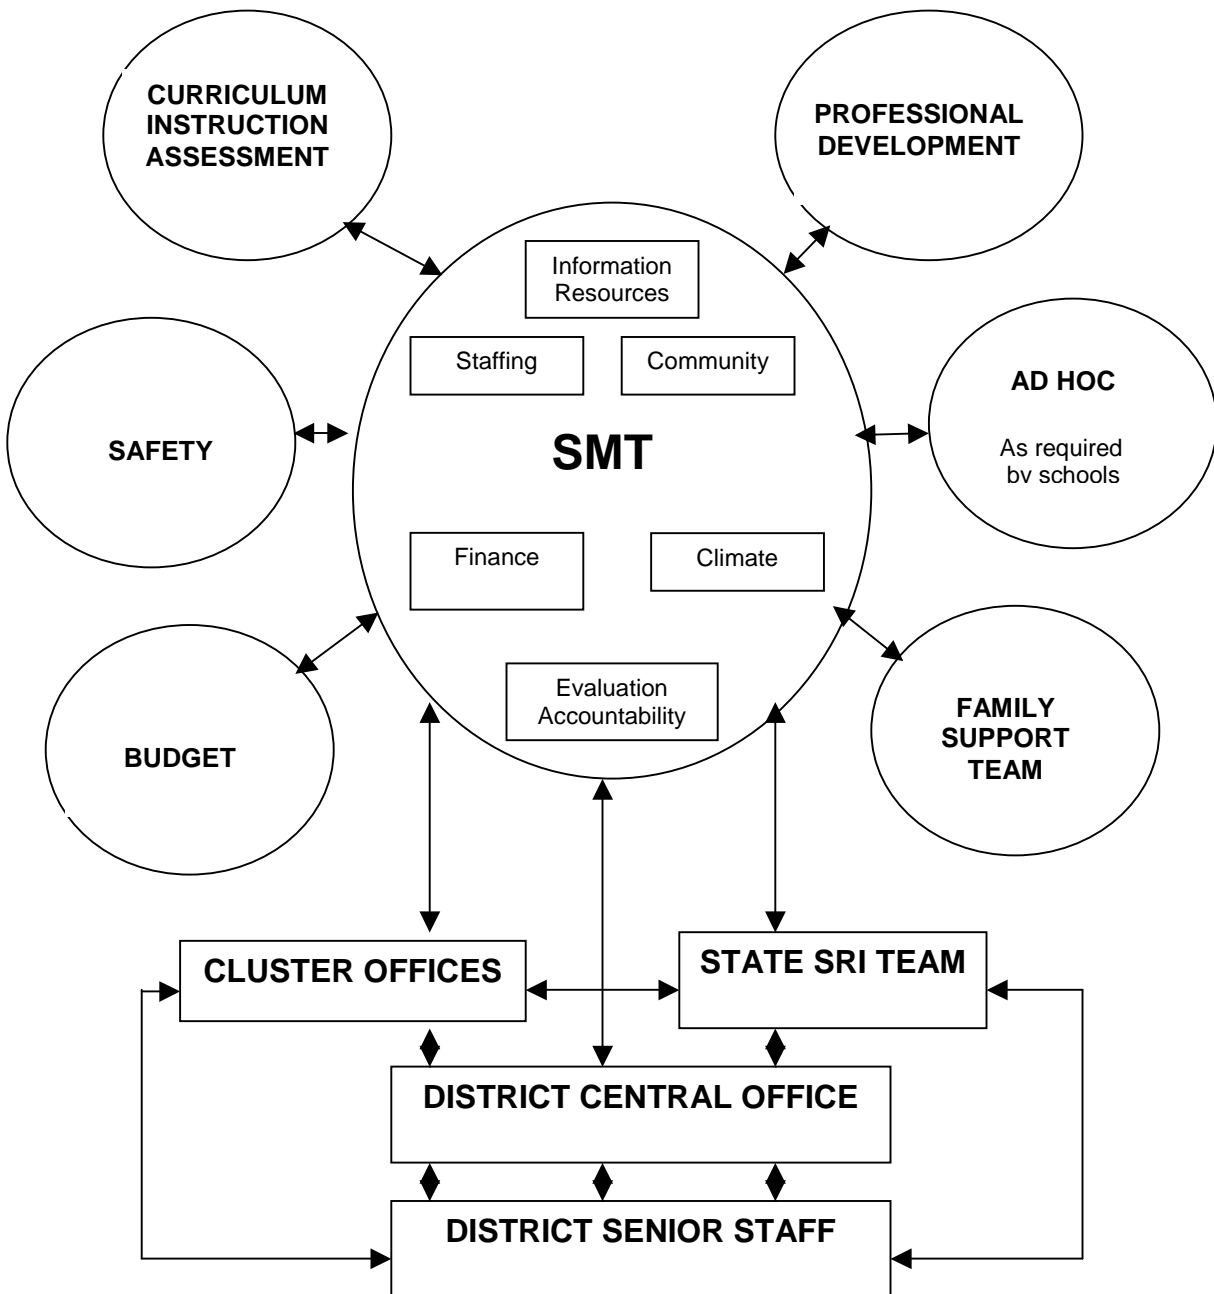 CURRICULUM
INSTRUCTION
ASSESSMENT
PROFESSIONAL
DEVELOPMENT
Information
Resources
Staffing
Community
AD HOC
As required
by schools
SMT
SAFETY
Finance
Climate
Evaluation
Accountability
BUDGET
FAMILY
SUPPORT
TEAM
CLUSTER OFFICES
STATE SRI TEAM
DISTRICT CENTRAL OFFICE
DISTRICT SENIOR STAFF